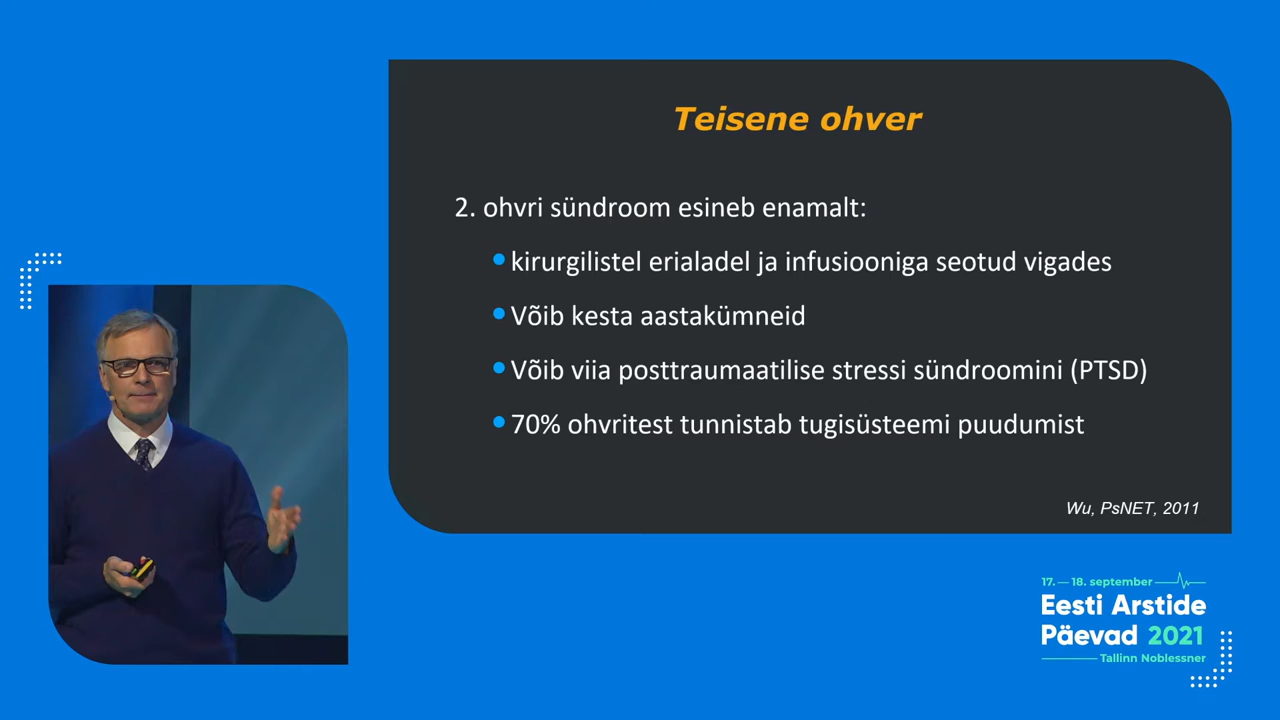 Teisene ohver
2. ohvri sündroom esineb enamalt:
kirurgilistel erialadel ja infusiooniga seotud vigades
Võib kesta aastakümneid
Võib viia posttraumaatilise stressi sündroomini (PTSD)
70% ohvritest tunnistab tugisüsteemi puudumist
Wu, PsNET, 2011
17. — 18. september
Eesti Arstide
Päevad 2021
Tallinn Noblessner